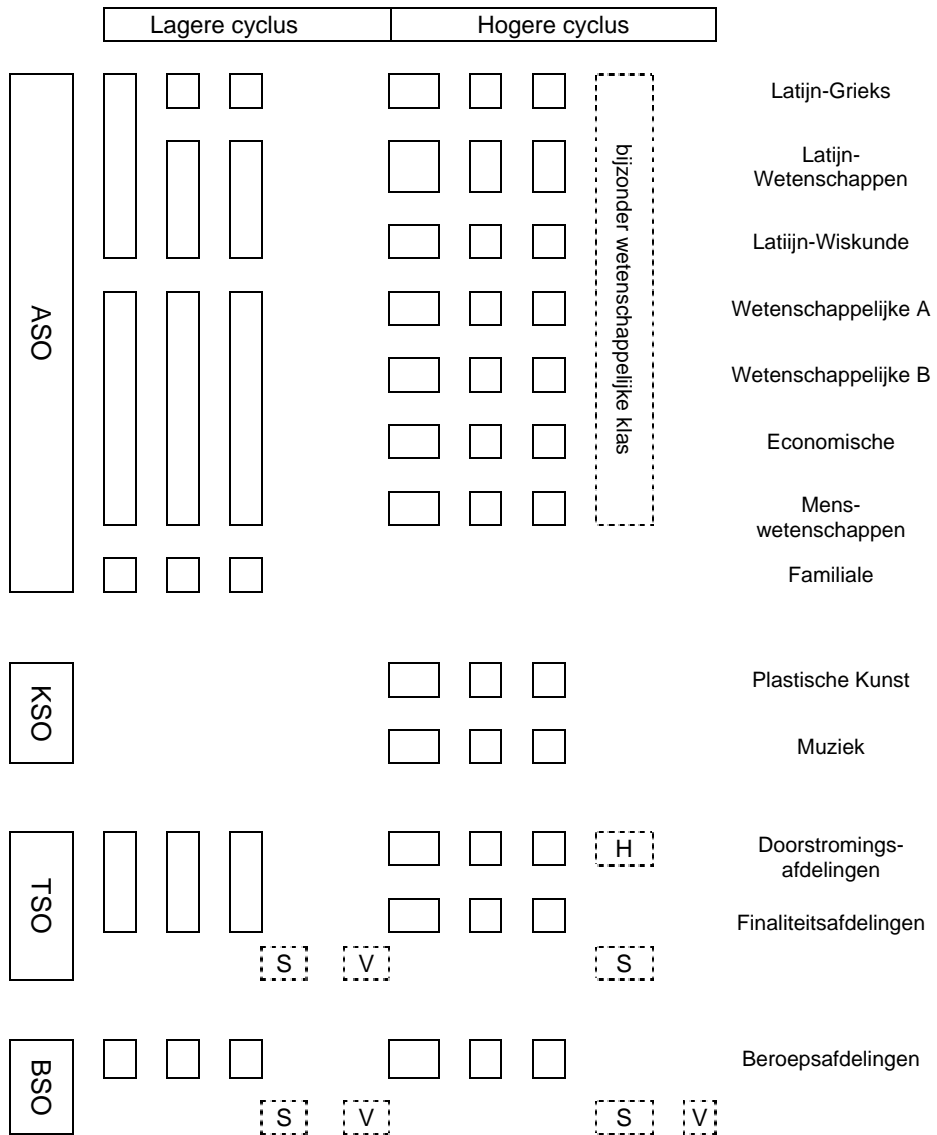 Lagere cyclus Hogere cyclus
ASO
bijzonder wetenschappelijke klas
Latijn-Grieks
Latijn-
Wetenschappen
Latiijn-Wiskunde
Wetenschappelijke A
Wetenschappelijke B
Economische
Mens-
wetenschappen
Familiale
KSO
Plastische Kunst
Muziek
TSO
H
Doorstromings-
afdelingen
Finaliteitsafdelingen
S V S
BSO
Beroepsafdelingen
S V S V